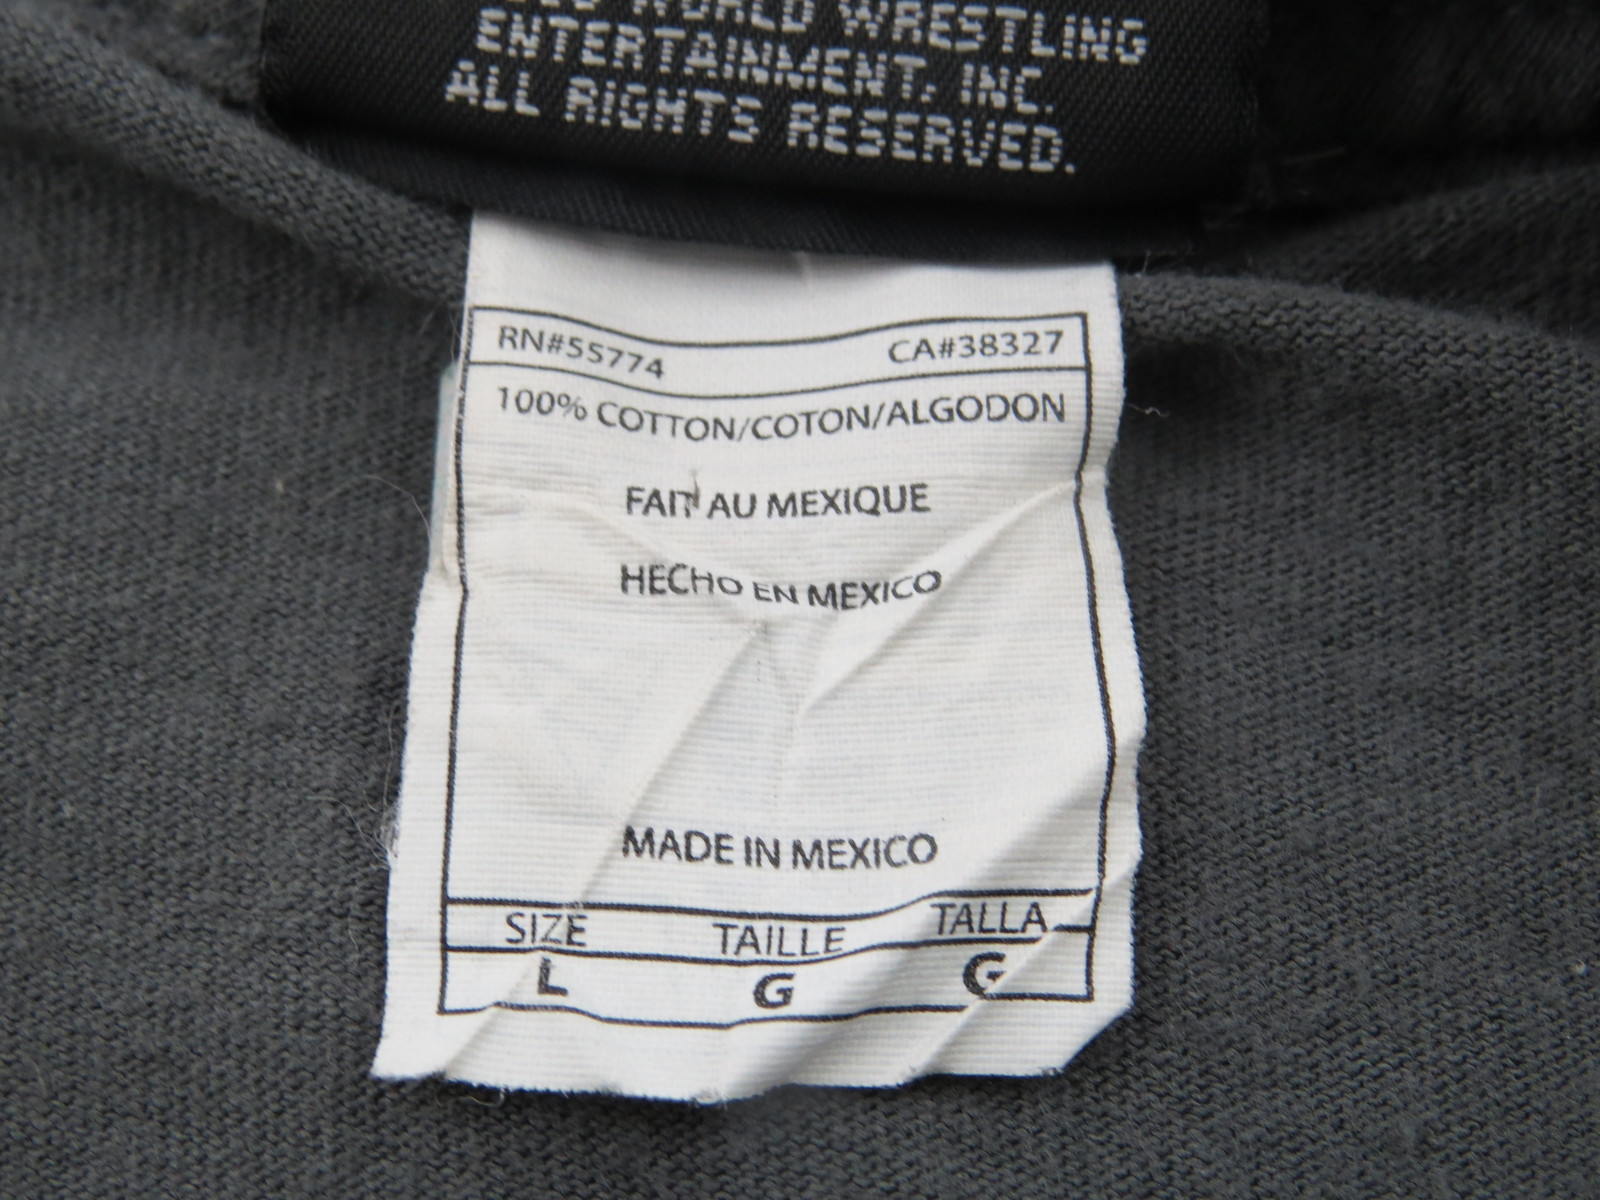 WORLD WRESTLING
ENTERTAINMENT, INC.
ALL RIGHTS RESERVED.
RN#55774 CA#38327
100% COTTON/COTON/ALGODON
FAIT AU MEXIQUE
HECHO EN MEXICO
MADE IN MEXICO
SIZE TAILLE TALLA
L G G